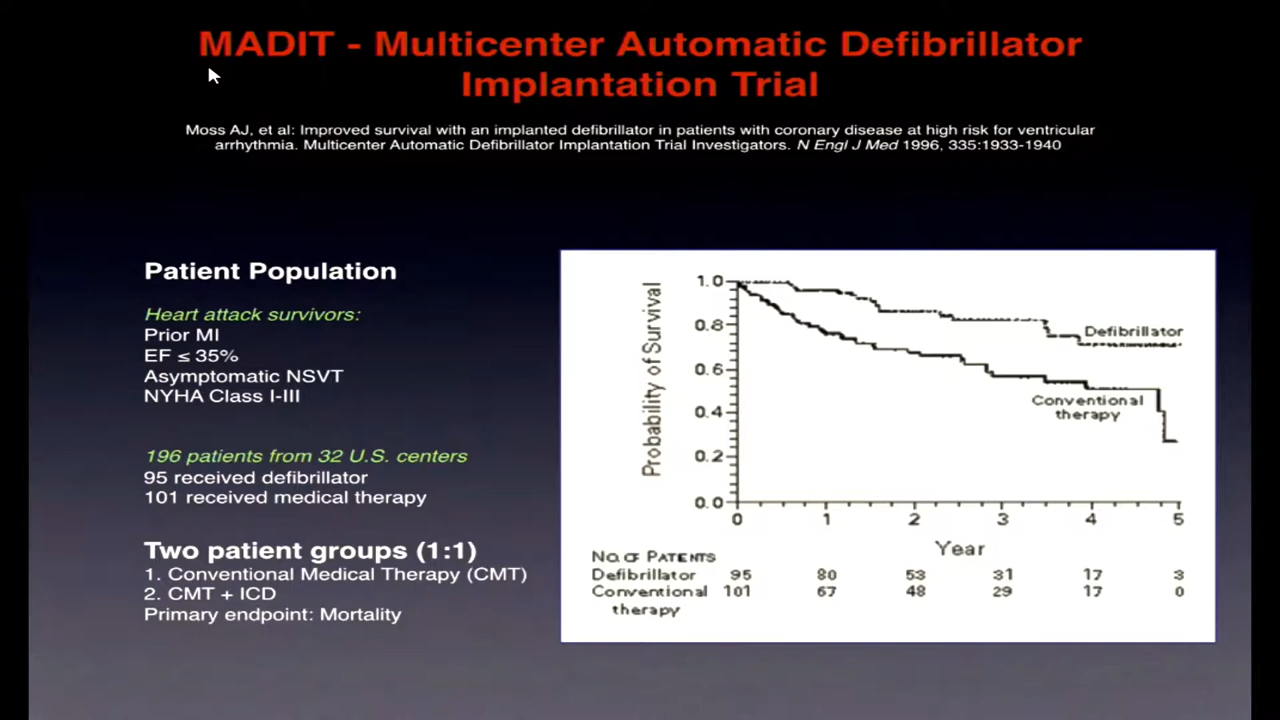 MADIT - Multicenter Automatic Defibrillator
Implantation Trial
Moss AJ, et al: Improved survival with an implanted defibrillator in patients with coronary disease at high risk for ventricular
arrhythmia. Multicenter Automatic Defibrillator Implantation Trial Investigators. N Engl J Med 1996, 335:1933-1940
Patient Population
Heart attack survivors:
Prior MI
EF ≤ 35%
Asymptomatic NSVT
NYHA Class I-III
196 patients from 32 U.S. centers
95 received defibrillator
101 received medical therapy
Two patient groups (1:1)
1. Conventional Medical Therapy (CMT)
2. CMT + ICD
Primary endpoint: Mortality
Probability of Survival
1.0
0.8
0.6
0.4
0.2
0.0
Defibrillator
Conventional
therapy
0 1 2 3 4 5
Year
No. of Patients
Defibrillator 95 80 53 31 17 3
Conventional 101 67 48 29 17 0
therapy